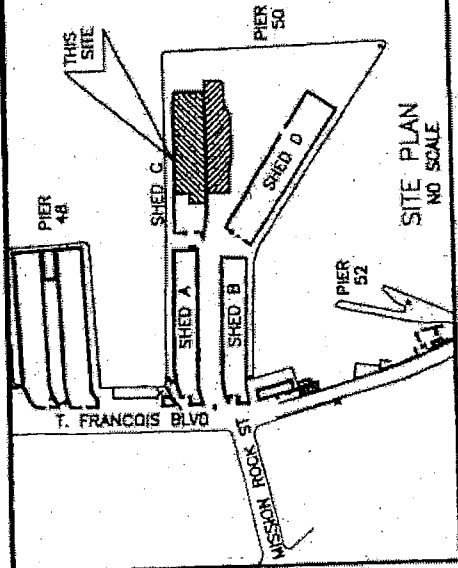 THIS
SITE
PIER
48
PIER
50
SHED C
SHED A
SHED B
SHED D
T. FRANCOIS BLVD
MISSION ROCK ST
PIER
52
SITE PLAN
NO SCALE